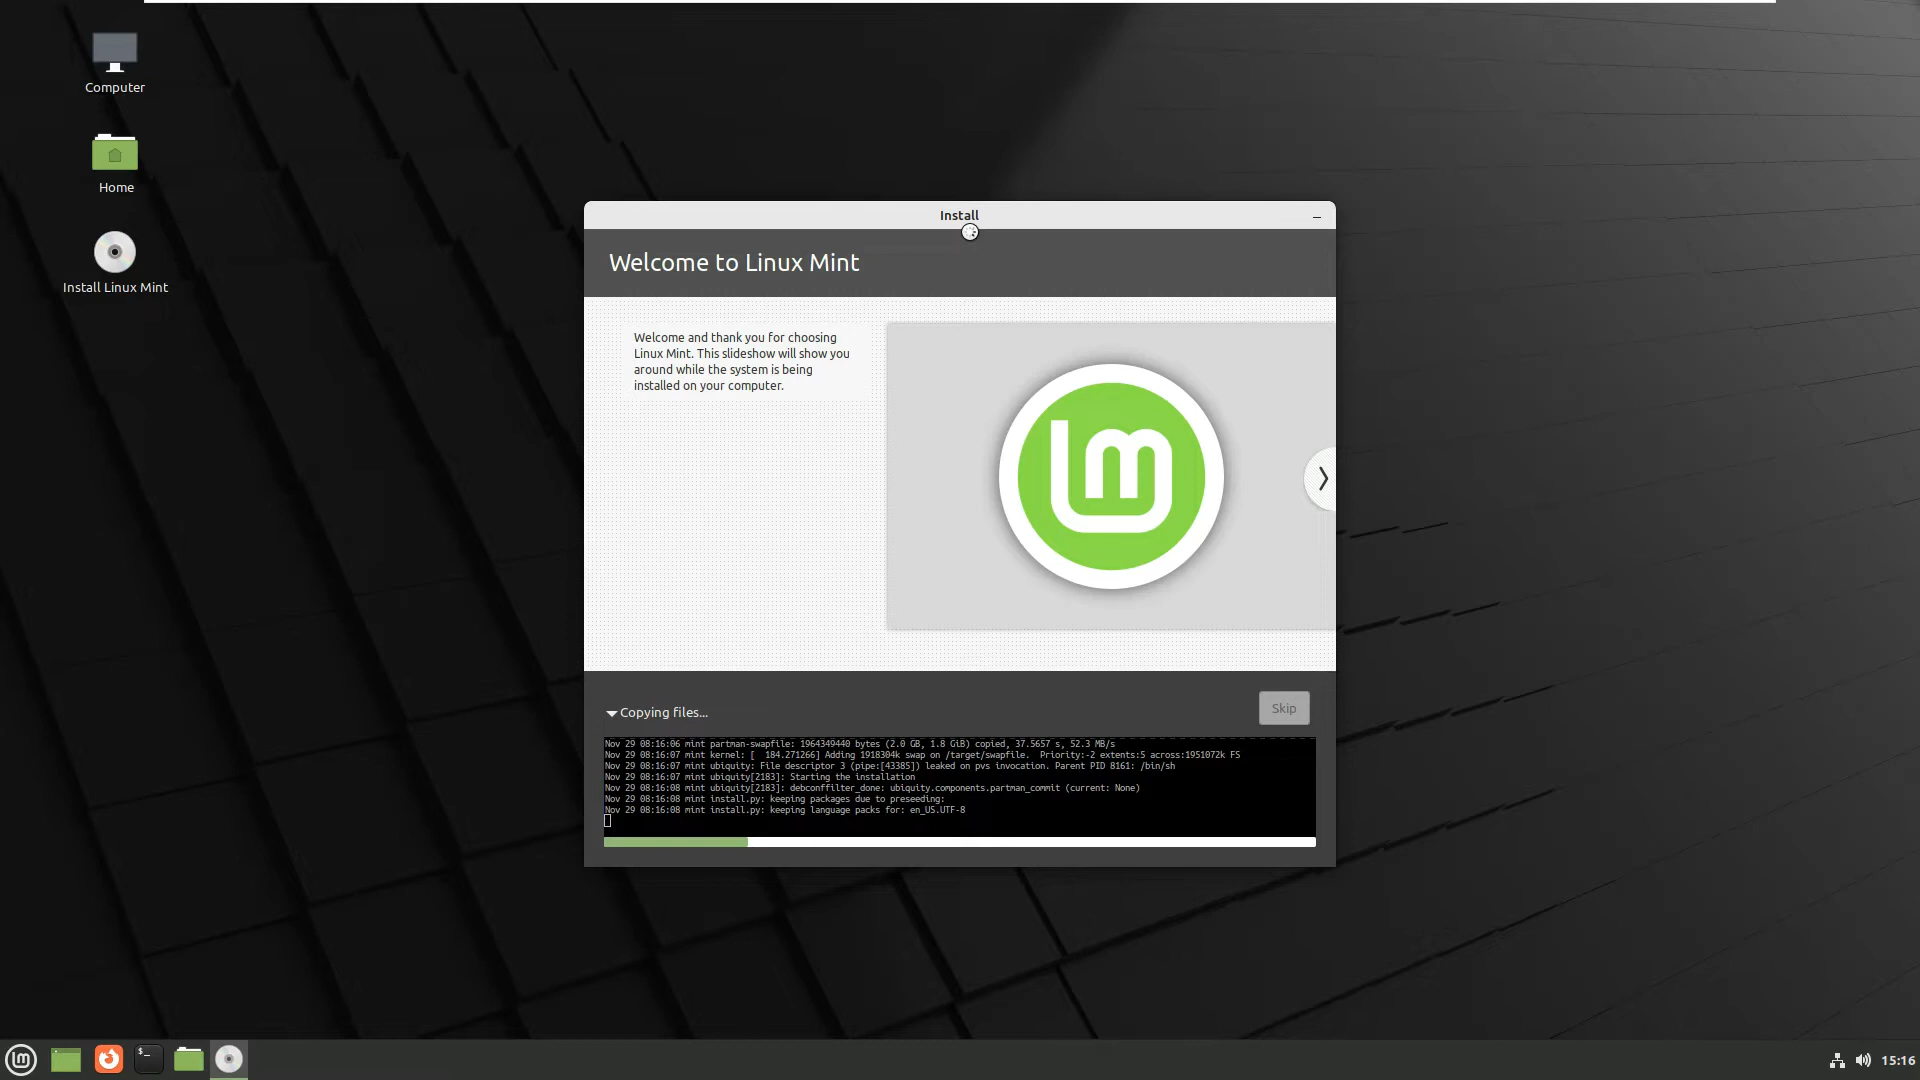 Computer
Home
Install Linux Mint
Install
Welcome to Linux Mint
Welcome and thank you for choosing
Linux Mint. This slideshow will show you
around while the system is being
installed on your computer.
Copying files...
Skip
Nov 29 08:16:06 mint partman-swapfile: 1964349440 bytes (2.0 GB, 1.8 GiB) copied, 37.5657 s, 52.3 MB/s
Nov 29 08:16:07 mint kernel: [  184.271266] Adding 1918304k swap on /target/swapfile.  Priority:-2 extents:5 across:1951072k FS
Nov 29 08:16:07 mint ubiquity: File descriptor 3 (pipe:[43385]) leaked on pvs invocation. Parent PID 8161: /bin/sh
Nov 29 08:16:07 mint ubiquity[2183]: Starting the installation
Nov 29 08:16:08 mint ubiquity[2183]: debconffilter_done: ubiquity.components.partman_commit (current: None)
Nov 29 08:16:08 mint install.py: keeping packages due to preseeding:
Nov 29 08:16:08 mint install.py: keeping language packs for: en_US.UTF-8
15:16